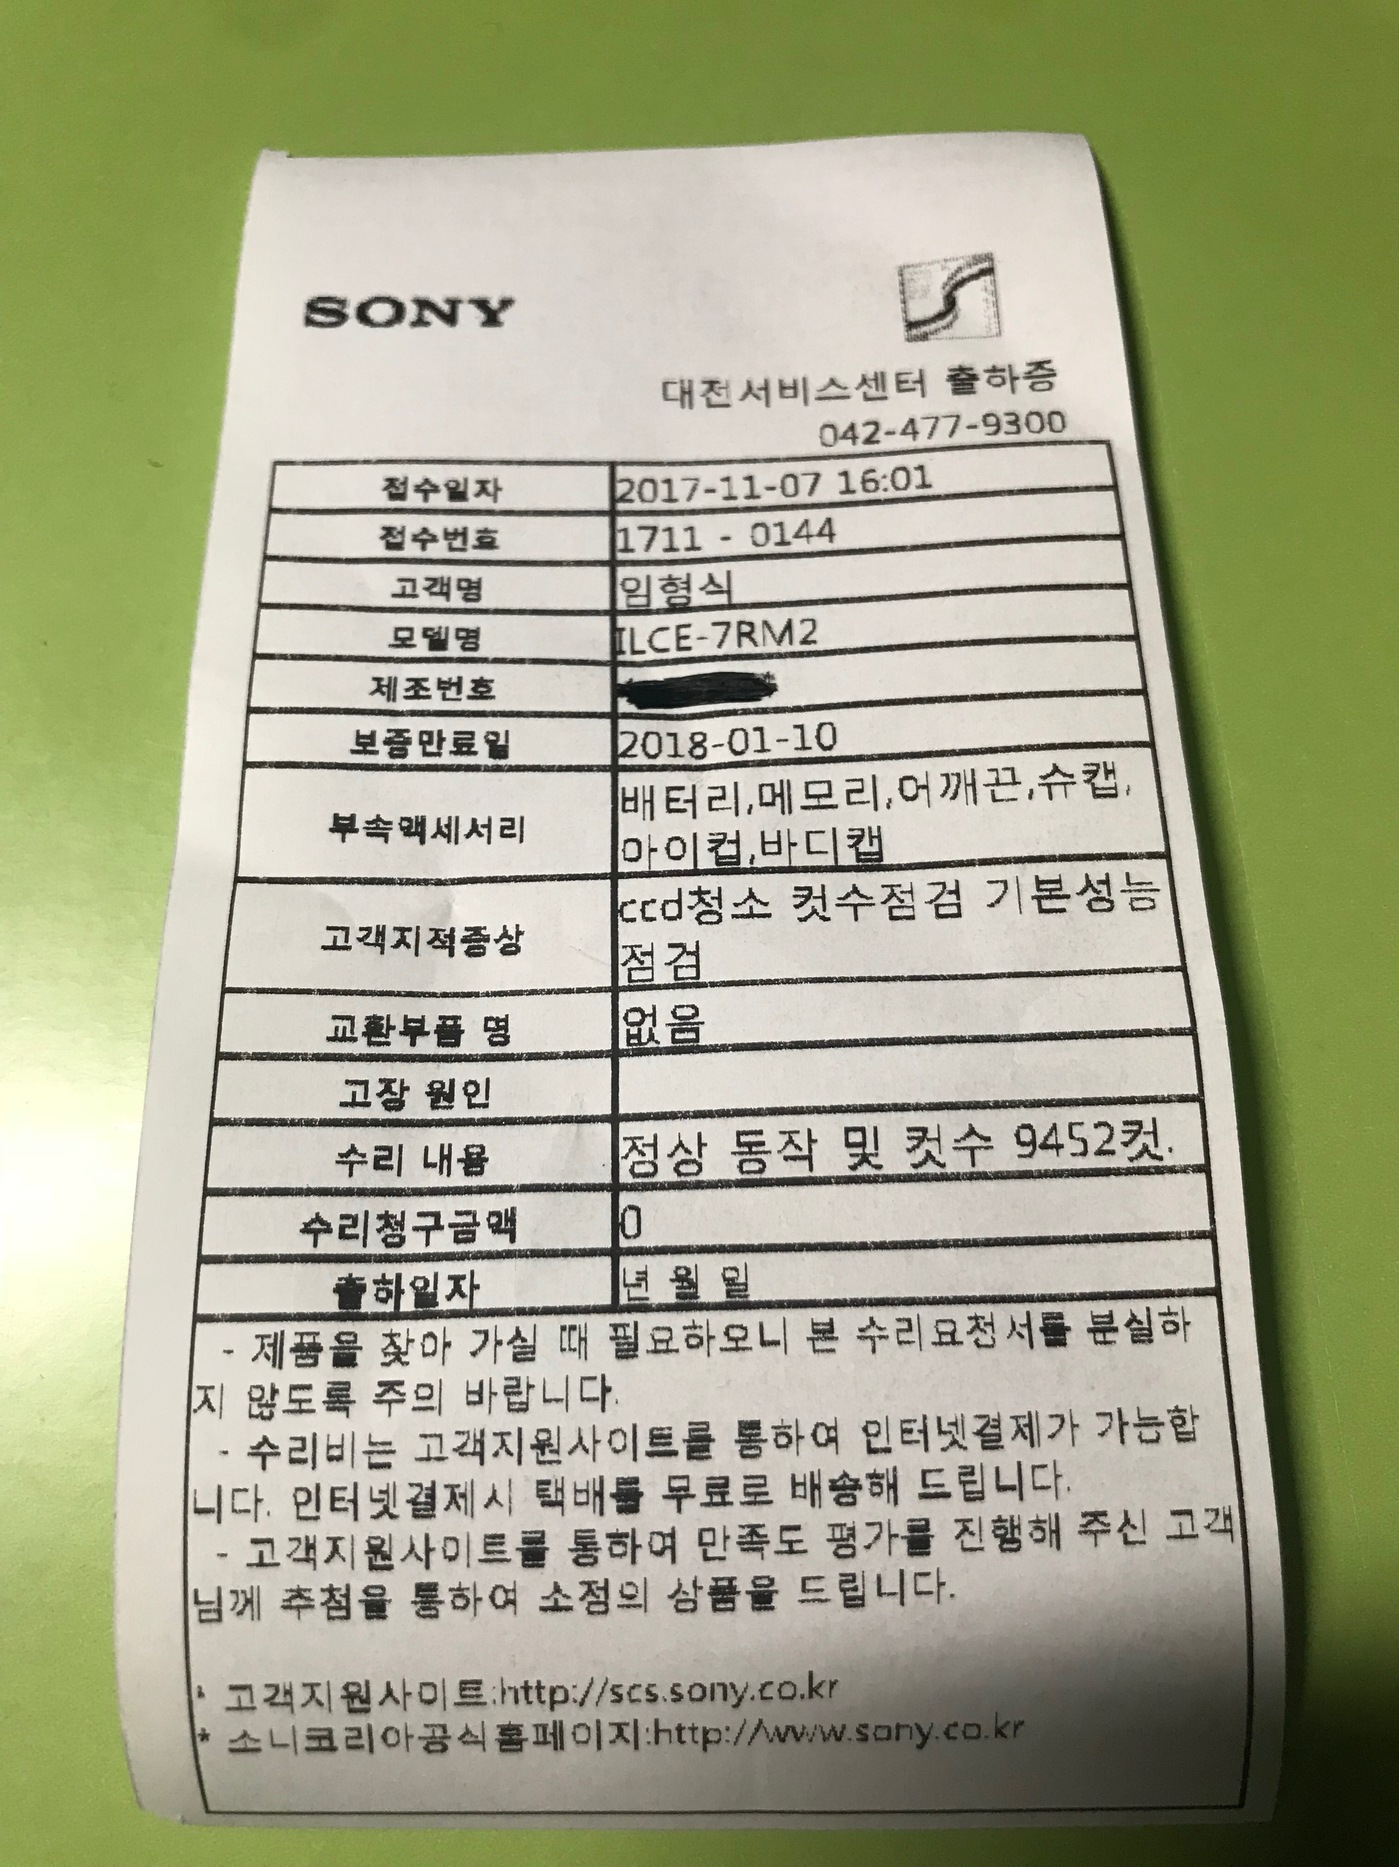 SONY
대전서비스센터 출하증
042-477-9300
접수일자 2017-11-07 16:01
접수번호 1711 - 0144
고객명 임형식
모델명 ILCE-7RM2
제조번호
보증만료일 2018-01-10
부속액세서리 배터리,메모리,어깨끈,슈캡,
아이컵,바디캡
고객지적증상 ccd청소 컷수점검 기본성능
점검
교환부품 명 없음
고장 원인
수리 내용 정상 동작 및 컷수 9452컷.
수리청구금액 0
출하일자 년 월 일
- 제품을 찾아 가실 때 필요하오니 본 수리요청서를 분실하
지 않도록 주의 바랍니다.
- 수리비는 고객지원사이트를 통하여 인터넷결제가 가능합
니다. 인터넷결제시 택배를 무료로 배송해 드립니다.
- 고객지원사이트를 통하여 만족도 평가를 진행해 주신 고객
님께 추첨을 통하여 소정의 상품을 드립니다.
* 고객지원사이트:http://scs.sony.co.kr
* 소니코리아공식홈페이지:http://www.sony.co.kr